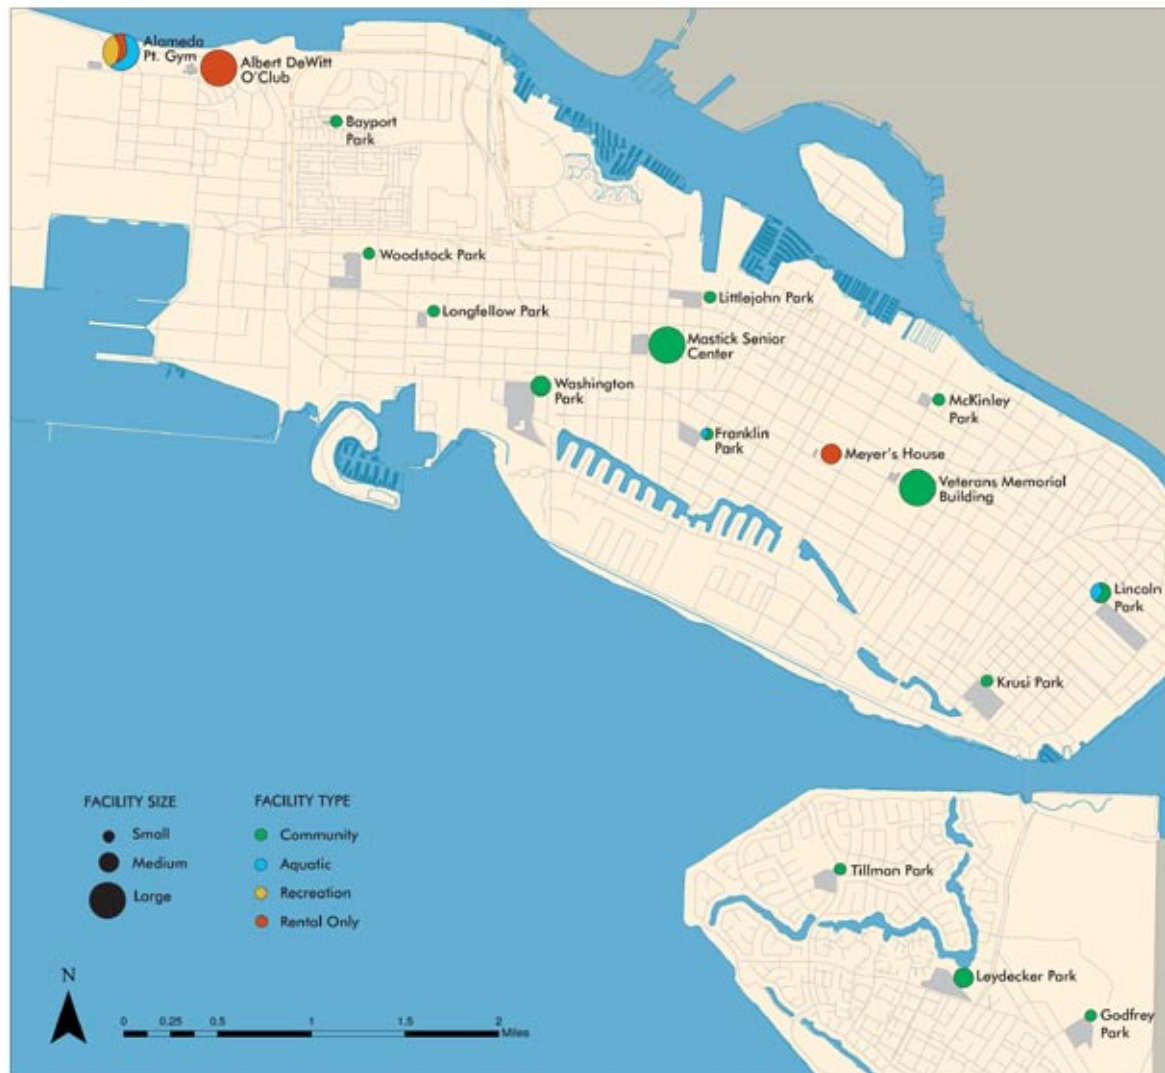 Alameda
Pt. Gym
Albert DeWitt
O'Club
Bayport
Park
Woodstock Park
Longfellow Park
Littlejohn Park
Mastick Senior
Center
Washington
Park
McKinley
Park
Franklin
Park
Meyer's House
Veterans Memorial
Building
Lincoln
Park
Krusi Park
FACILITY SIZE
Small
Medium
Large
FACILITY TYPE
Community
Aquatic
Recreation
Rental Only
Tillman Park
Leydecker Park
Godfrey
Park
N
0 0.25 0.5 1 1.5 2
Miles